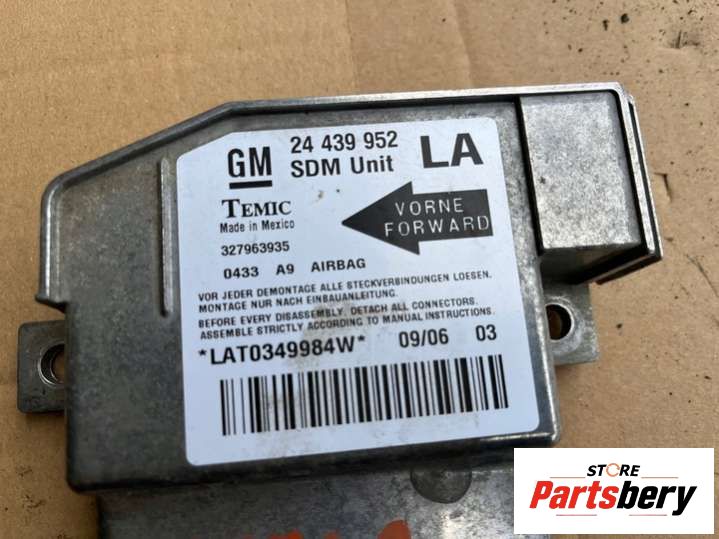 GM
24 439 952
SDM Unit
LA
TEMIC
Made in Mexico
327963935
VORNE
FORWARD
0433 A9 AIRBAG
VOR JEDER DEMONTAGE ALLE STECKVERBINDUNGEN LOESEN.
MONTAGE NUR NACH EINBAUANLEITUNG.
BEFORE EVERY DISASSEMBLY, DETACH ALL CONNECTORS.
ASSEMBLE STRICTLY ACCORDING TO MANUAL INSTRUCTIONS.
*LAT0349984W* 09/06 03
STORE
Partsbery